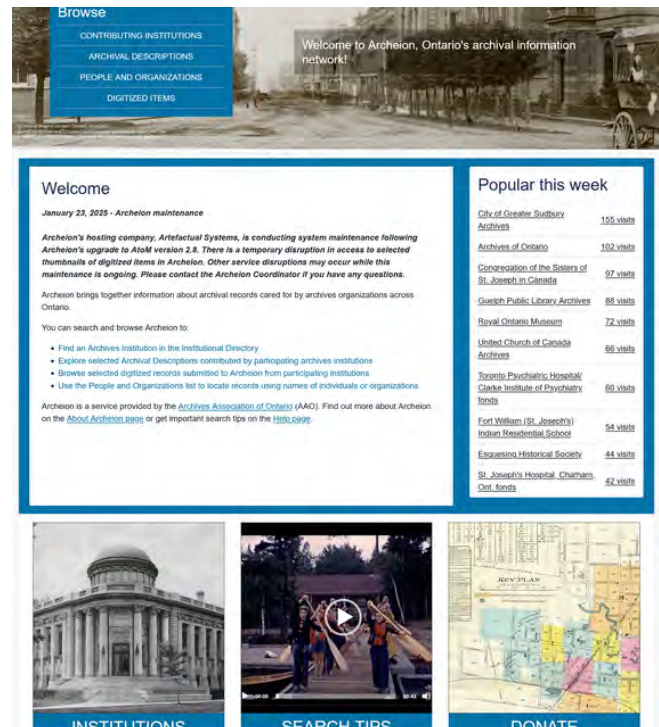 Browse
CONTRIBUTING INSTITUTIONS
ARCHIVAL DESCRIPTIONS
PEOPLE AND ORGANIZATIONS
DIGITIZED ITEMS
Welcome to Archeion, Ontario's archival information
network!
Welcome
January 23, 2025 - Archeion maintenance
Archeion's hosting company, Artefactual Systems, is conducting system maintenance following
Archeion's upgrade to AtoM version 2.8. There is a temporary disruption in access to selected
thumbnails of digitized items in Archeion. Other service disruptions may occur while this
maintenance is ongoing. Please contact the Archeion Coordinator if you have any questions.
Archeion brings together information about archival records cared for by archives organizations across
Ontario.
You can search and browse Archeion to:
• Find an Archives Institution in the Institutional Directory
• Explore selected Archival Descriptions contributed by participating archives institutions
• Browse selected digitized records submitted to Archeion from participating institutions
• Use the People and Organizations list to locate records using names of individuals or organizations
Archeion is a service provided by the Archives Association of Ontario (AAO). Find out more about Archeion
on the About Archeion page or get important search tips on the Help page.
Popular this week
City of Greater Sudbury
Archives 155 visits
Archives of Ontario 102 visits
Congregation of the Sisters of
St. Joseph in Canada 97 visits
Guelph Public Library Archives 88 visits
Royal Ontario Museum 72 visits
United Church of Canada
Archives 66 visits
Toronto Psychiatric Hospital/
Clarke Institute of Psychiatry
fonds 60 visits
Fort William (St. Joseph's)
Indian Residential School 54 visits
Esquesing Historical Society 44 visits
St. Joseph's Hospital, Chatham,
Ont. fonds 42 visits
KEY PLAN
00:00:00
00:42
INSTITUTIONS
SEARCH TIPS
DONATE